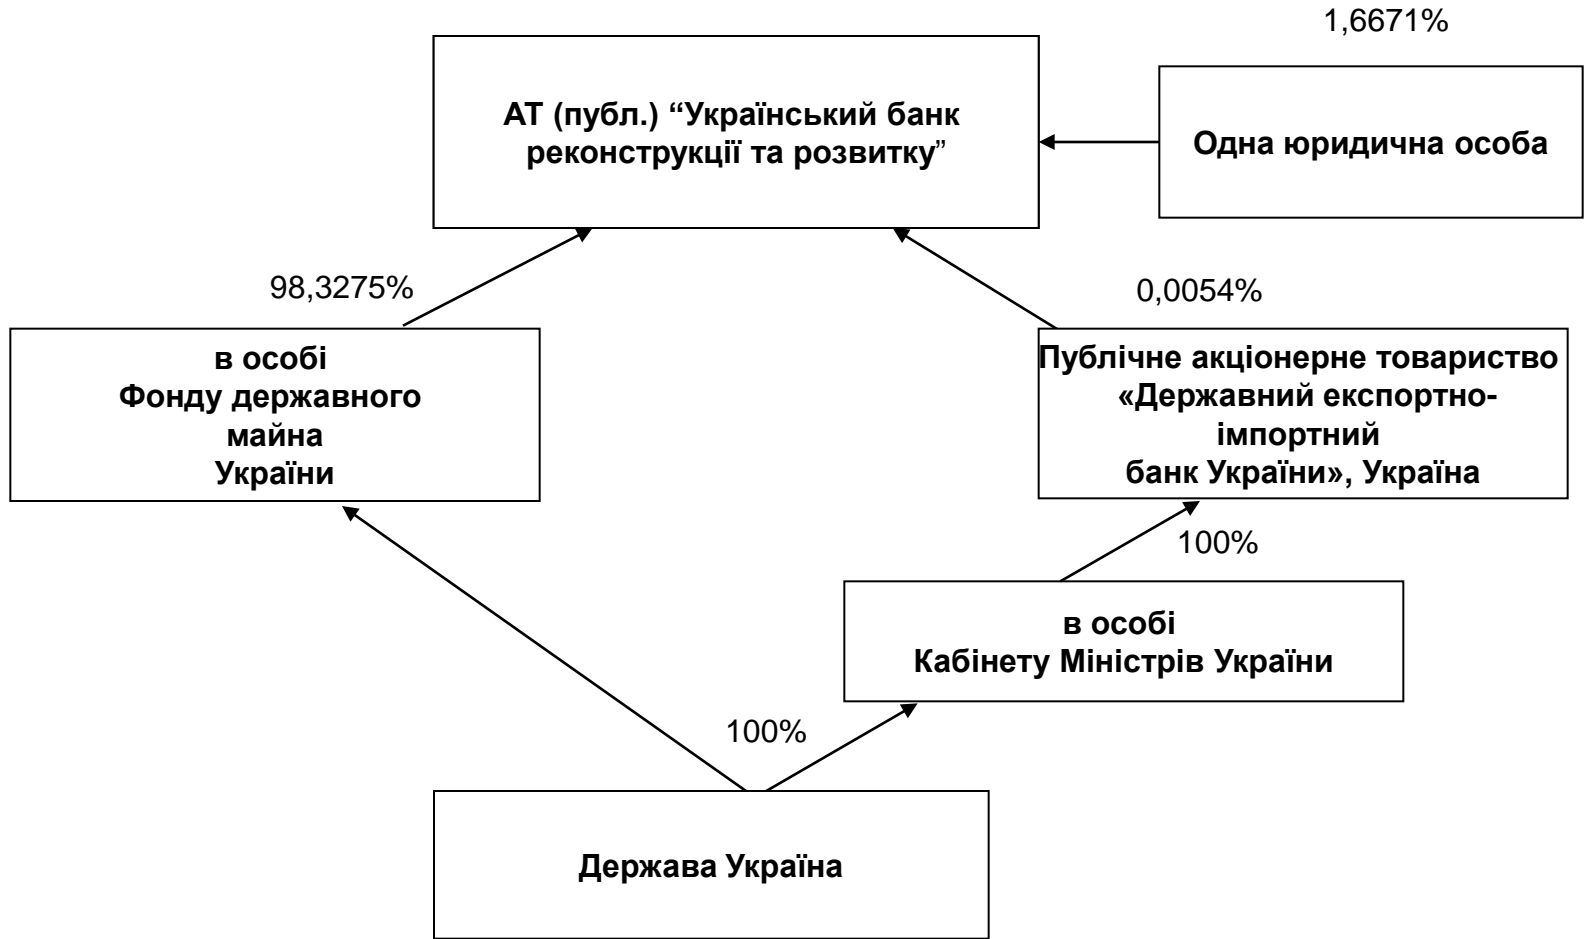 1,6671%
АТ (публ.) “Український банк
реконструкції та розвитку”
Одна юридична особа
98,3275%
0,0054%
в особі
Фонду державного
майна
України
Публічне акціонерне товариство
«Державний експортно-
імпортний
банк України», Україна
100%
в особі
Кабінету Міністрів України
100%
Держава Україна